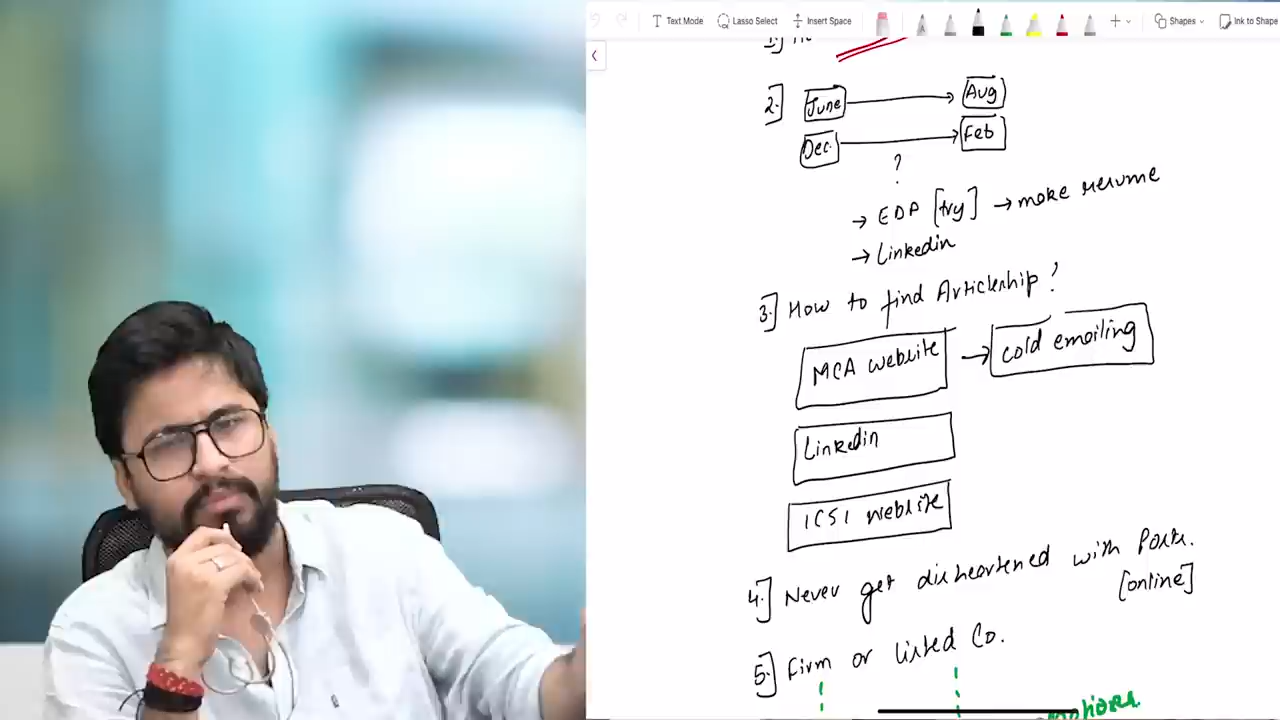 Text Mode Lasso Select Insert Space Shapes Ink to Shape
1.]
2.] June → Aug
Dec. → Feb
?
→ EDP [try] → make resume
→ Linkedin
3.] How to find Articleship?
MCA website → cold emailing
Linkedin
ICSI website
4.] Never get disheartened with Posts.
[online]
5.] Firm or listed Co.